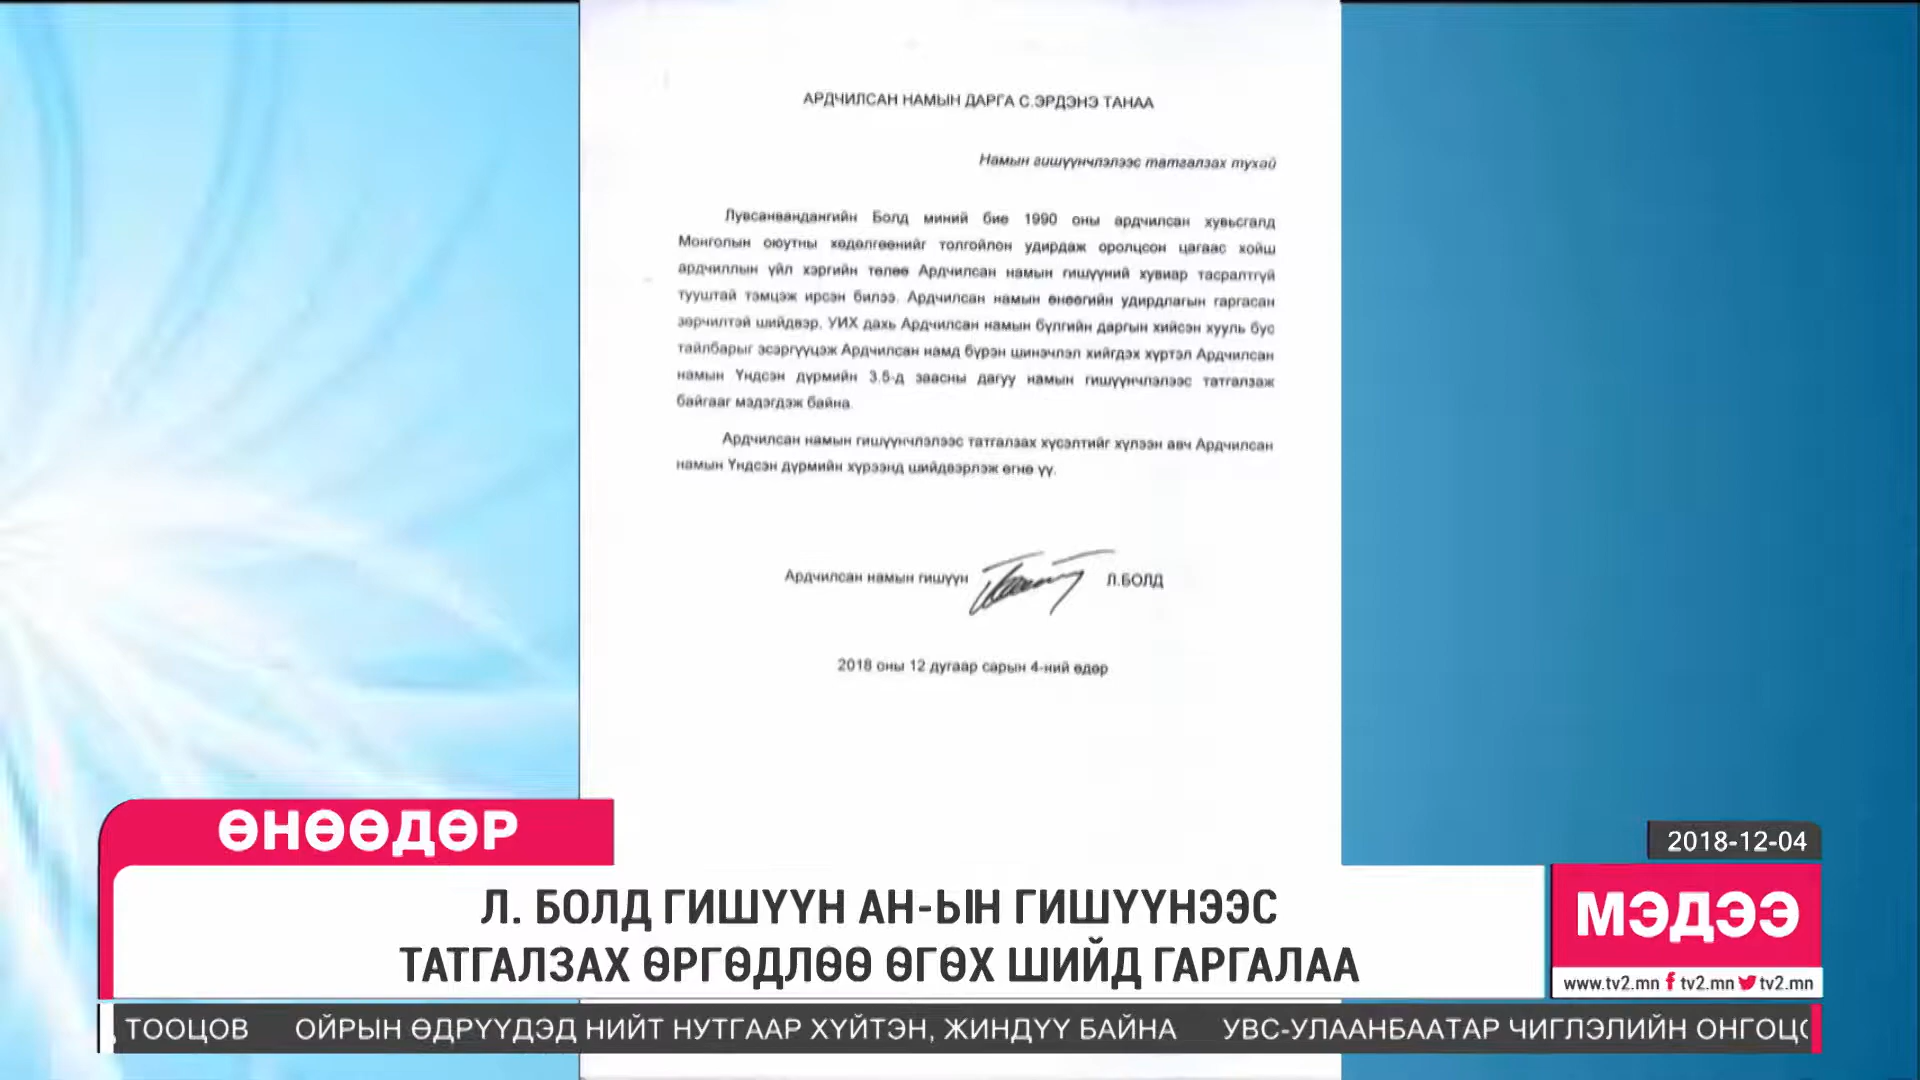 АРДЧИЛСАН НАМЫН ДАРГА С.ЭРДЭНЭ ТАНАА
Намын гишүүнчлэлээс татгалзах тухай
Лувсанвандангийн Болд миний бие 1990 оны ардчилсан хувьсгалд
Монголын оюутны хөдөлгөөнийг толгойлон удирдаж оролцсон цагаас хойш
ардчиллын үйл хэргийн төлөө Ардчилсан намын гишүүний хувиар тасралтгүй
тууштай тэмцэж ирсэн билээ. Ардчилсан намын өнөөгийн удирдлагын гаргасан
зөрчилтэй шийдвэр, УИХ дахь Ардчилсан намын бүлгийн даргын хийсэн хууль бус
тайлбарыг эсэргүүцэж Ардчилсан намд бүрэн шинэчлэл хийгдэх хүртэл Ардчилсан
намын Үндсэн дүрмийн 3.5-д заасны дагуу намын гишүүнчлэлээс татгалзаж
байгааг мэдэгдэж байна.
Ардчилсан намын гишүүнчлэлээс татгалзах хүсэлтийг хүлээн авч Ардчилсан
намын Үндсэн дүрмийн хүрээнд шийдвэрлэж өгнө үү.
Ардчилсан намын гишүүн Л.БОЛД
2018 оны 12 дугаар сарын 4-ний өдөр
ӨНӨӨДӨР
2018-12-04
Л. БОЛД ГИШҮҮН АН-ЫН ГИШҮҮНЭЭС
ТАТГАЛЗАХ ӨРГӨДЛӨӨ ӨГӨХ ШИЙД ГАРГАЛАА
МЭДЭЭ
www.tv2.mn tv2.mn tv2.mn
ТООЦОВ ОЙРЫН ӨДРҮҮДЭД НИЙТ НУТГААР ХҮЙТЭН, ЖИНДҮҮ БАЙНА УВС-УЛААНБААТАР ЧИГЛЭЛИЙН ОНГОЦ